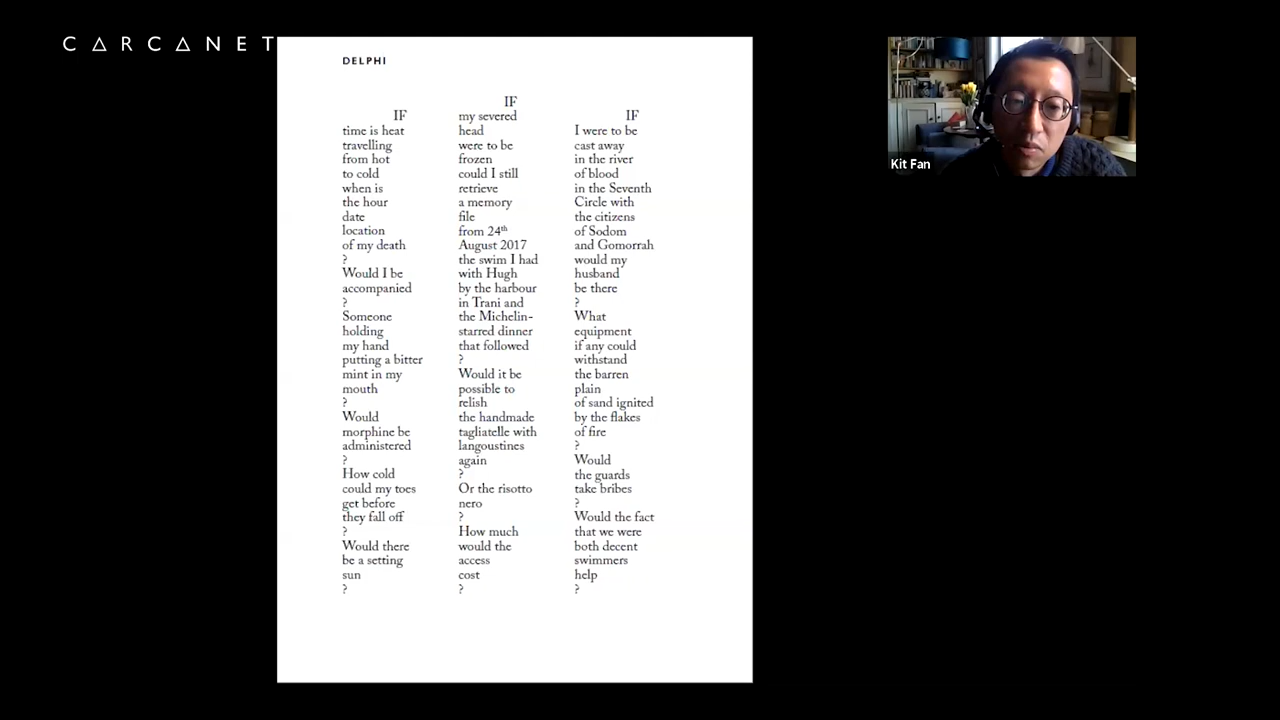 CARCANET
DELPHI
IF
time is heat
travelling
from hot
to cold
when is
the hour
date
location
of my death
?
Would I be
accompanied
?
Someone
holding
my hand
putting a bitter
mint in my
mouth
?
Would
morphine be
administered
?
How cold
could my toes
get before
they fall off
?
Would there
be a setting
sun
?
IF
my severed
head
were to be
frozen
could I still
retrieve
a memory
file
from 24th
August 2017
the swim I had
with Hugh
by the harbour
in Trani and
the Michelin-
starred dinner
that followed
?
Would it be
possible to
relish
the handmade
tagliatelle with
langoustines
again
?
Or the risotto
nero
?
How much
would the
access
cost
?
IF
I were to be
cast away
in the river
of blood
in the Seventh
Circle with
the citizens
of Sodom
and Gomorrah
would my
husband
be there
?
What
equipment
if any could
withstand
the barren
plain
of sand ignited
by the flakes
of fire
?
Would
the guards
take bribes
?
Would the fact
that we were
both decent
swimmers
help
?
Kit Fan